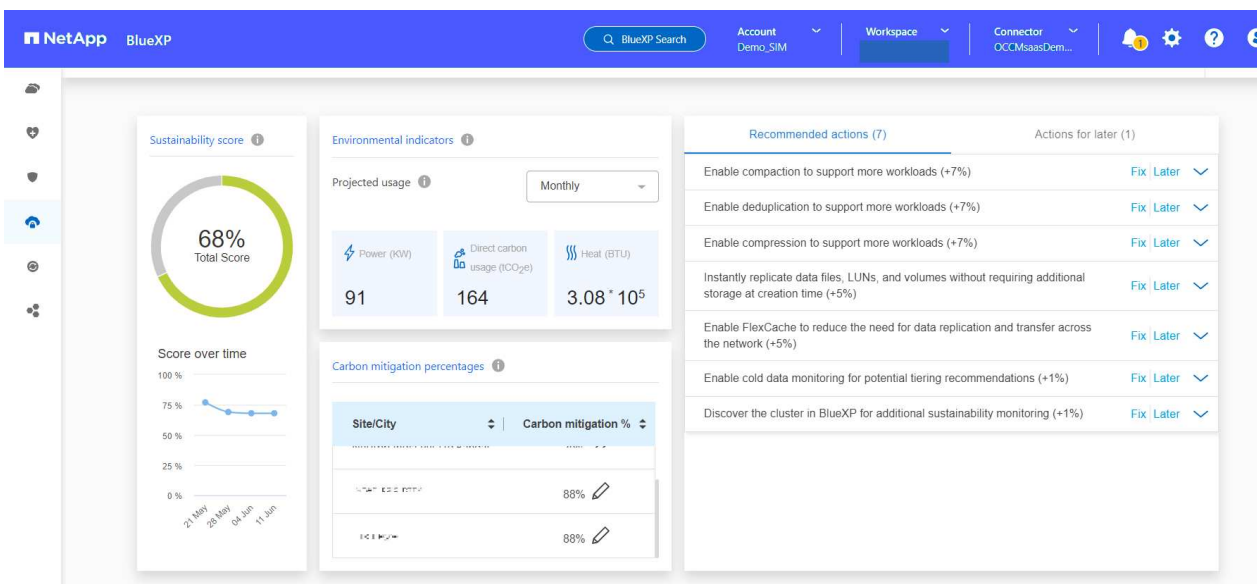 NetApp BlueXP
BlueXP Search
Account
Demo_SIM
Workspace
Connector
OCCMsaasDem...
1
Sustainability score
68%
Total Score
Score over time
100 %
75 %
50 %
25 %
0 %
21 May
28 May
04 Jun
11 Jun
Environmental indicators
Projected usage
Monthly
Power (KW)
91
Direct carbon
usage (tCO2e)
164
Heat (BTU)
3.08 * 10⁵
Carbon mitigation percentages
Site/City Carbon mitigation %
88%
88%
Recommended actions (7) Actions for later (1)
Enable compaction to support more workloads (+7%) Fix Later
Enable deduplication to support more workloads (+7%) Fix Later
Enable compression to support more workloads (+7%) Fix Later
Instantly replicate data files, LUNs, and volumes without requiring additional
storage at creation time (+5%) Fix Later
Enable FlexCache to reduce the need for data replication and transfer across
the network (+5%) Fix Later
Enable cold data monitoring for potential tiering recommendations (+1%) Fix Later
Discover the cluster in BlueXP for additional sustainability monitoring (+1%) Fix Later